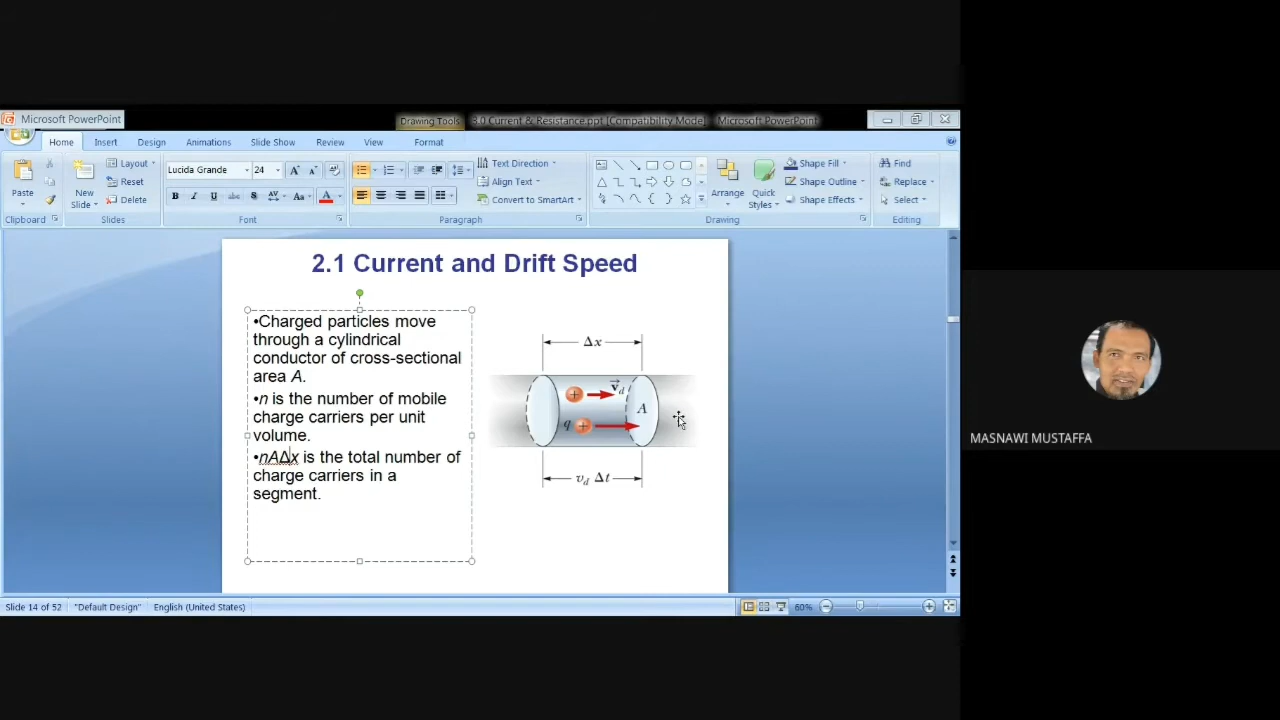 Microsoft PowerPoint
Drawing Tools
3.0 Current & Resistance.ppt [Compatibility Mode] - Microsoft PowerPoint
Home Insert Design Animations Slide Show Review View Format
Paste
New
Slide
Layout
Reset
Delete
Lucida Grande 24
B I U abc S AV Aa A
Text Direction
Align Text
Convert to SmartArt
Arrange
Quick
Styles
Shape Fill
Shape Outline
Shape Effects
Find
Replace
Select
Clipboard Slides Font Paragraph Drawing Editing
2.1 Current and Drift Speed
•Charged particles move
through a cylindrical
conductor of cross-sectional
area A.
•n is the number of mobile
charge carriers per unit
volume.
•nAΔx is the total number of
charge carriers in a
segment.
Δx
v⃗d
A
q
vd Δt
MASNAWI MUSTAFFA
Slide 14 of 52 "Default Design" English (United States) 60%